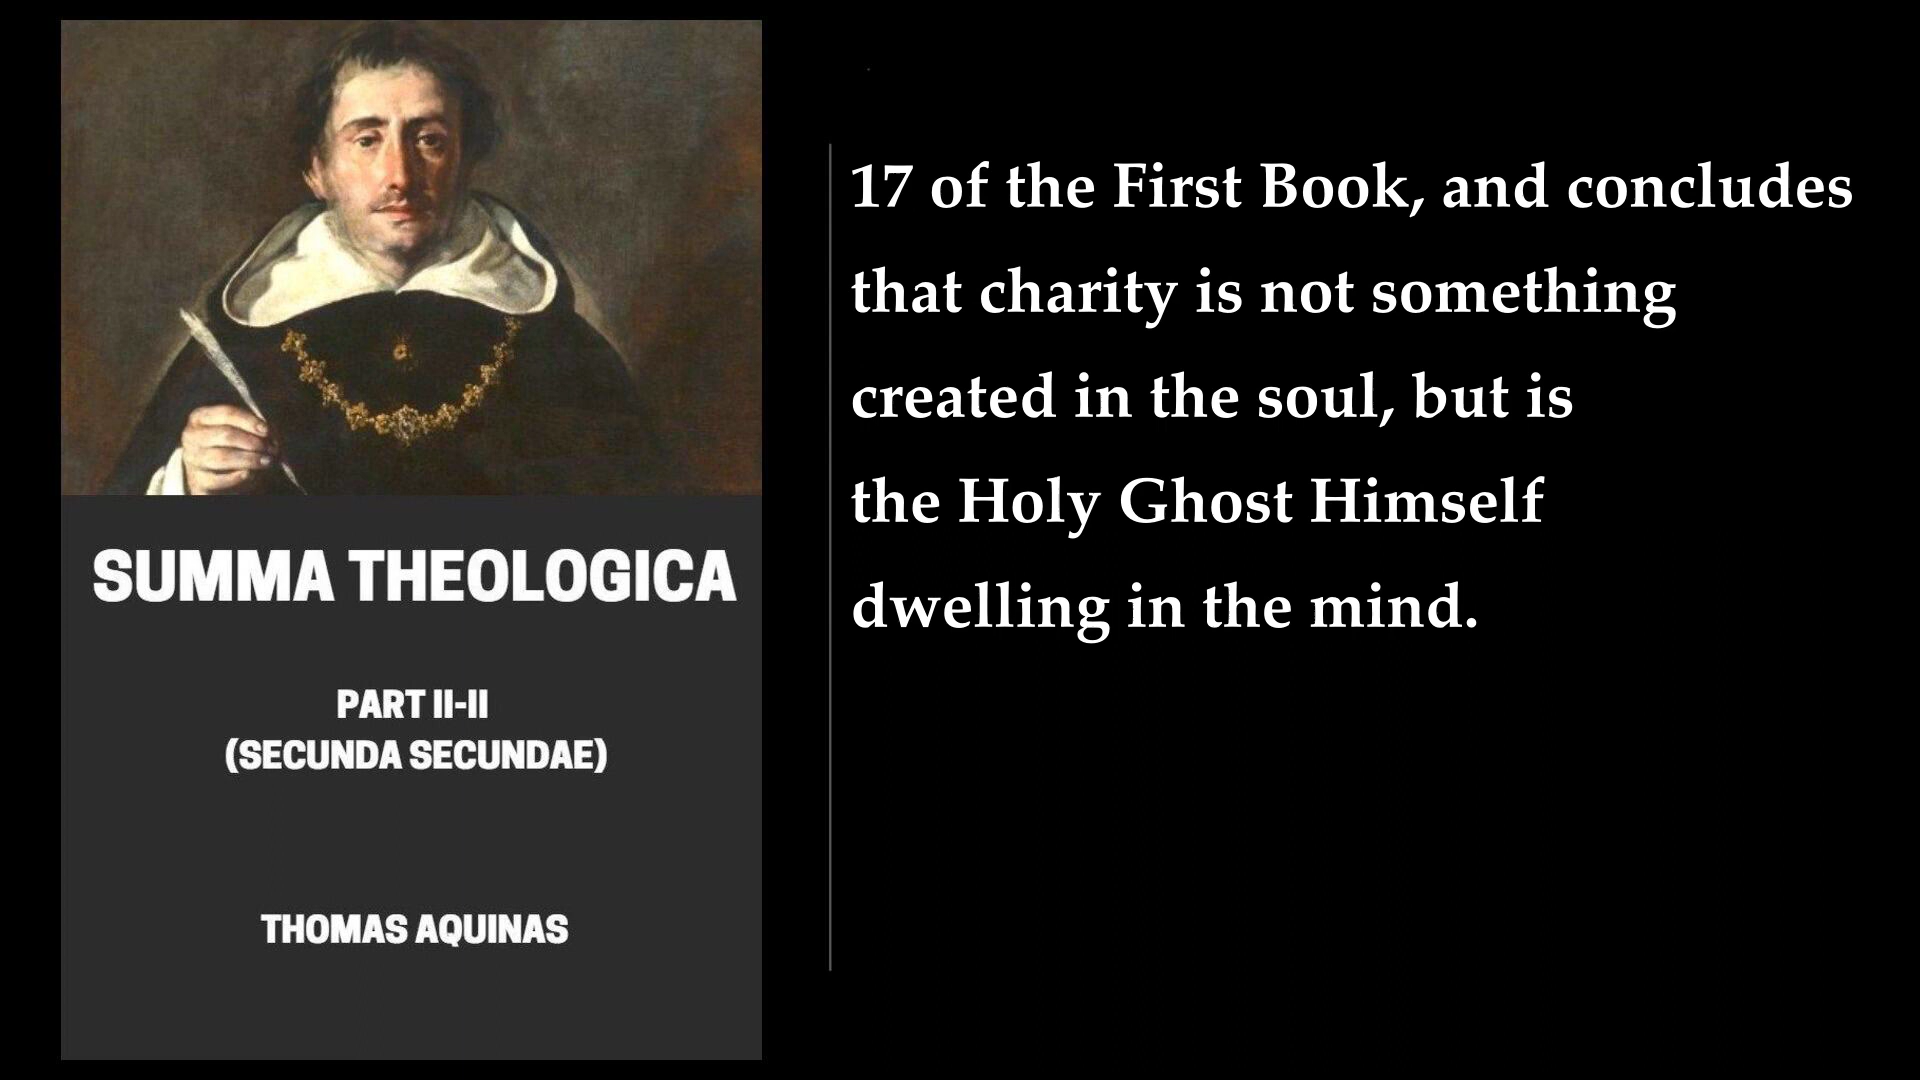 SUMMA THEOLOGICA
PART II-II
(SECUNDA SECUNDAE)
THOMAS AQUINAS
17 of the First Book, and concludes
that charity is not something
created in the soul, but is
the Holy Ghost Himself
dwelling in the mind.